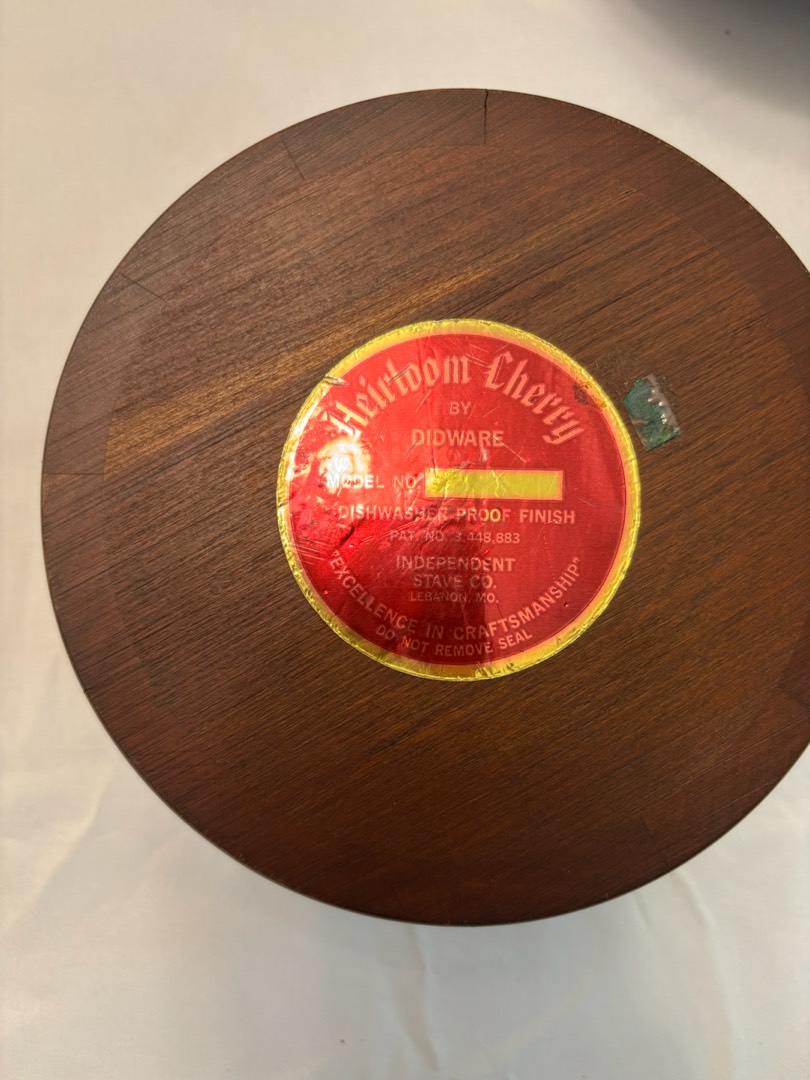 Heirloom Cherry
BY
DIDWARE
MODEL NO.
DISHWASHER PROOF FINISH
PAT. NO. 3,448,883
INDEPENDENT
STAVE CO.
LEBANON, MO.
"EXCELLENCE IN CRAFTSMANSHIP"
DO NOT REMOVE SEAL